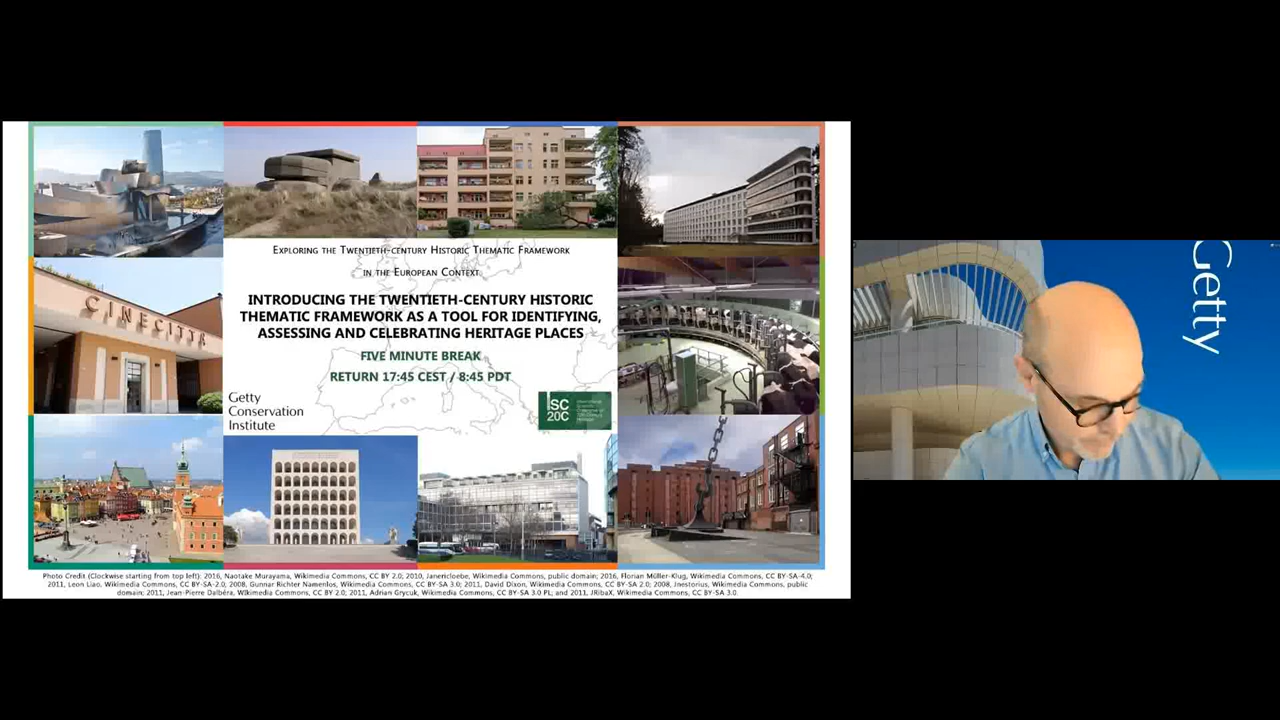 EXPLORING THE TWENTIETH-CENTURY HISTORIC THEMATIC FRAMEWORK
IN THE EUROPEAN CONTEXT
INTRODUCING THE TWENTIETH-CENTURY HISTORIC
THEMATIC FRAMEWORK AS A TOOL FOR IDENTIFYING,
ASSESSING AND CELEBRATING HERITAGE PLACES
FIVE MINUTE BREAK
RETURN 17:45 CEST / 8:45 PDT
Getty
Conservation
Institute
ISC
20C
CINECITTÀ
Photo Credit (Clockwise starting from top left): 2016, Naotake Murayama, Wikimedia Commons, CC BY 2.0; 2010, Janericloebe, Wikimedia Commons, public domain; 2016, Florian Müller-Klug, Wikimedia Commons, CC BY-SA-4.0;
2011, Leon Liao, Wikimedia Commons, CC BY-SA-2.0; 2008, Gunnar Richter Namenlos, Wikimedia Commons, CC BY-SA 3.0; 2011, David Dixon, Wikimedia Commons, CC BY-SA 2.0; 2008, Jnestorius, Wikimedia Commons, public
domain; 2011, Jean-Pierre Dalbéra, Wikimedia Commons, CC BY 2.0; 2011, Adrian Grycuk, Wikimedia Commons, CC BY-SA 3.0 PL; and 2011, JRibaX, Wikimedia Commons, CC BY-SA 3.0.
Getty